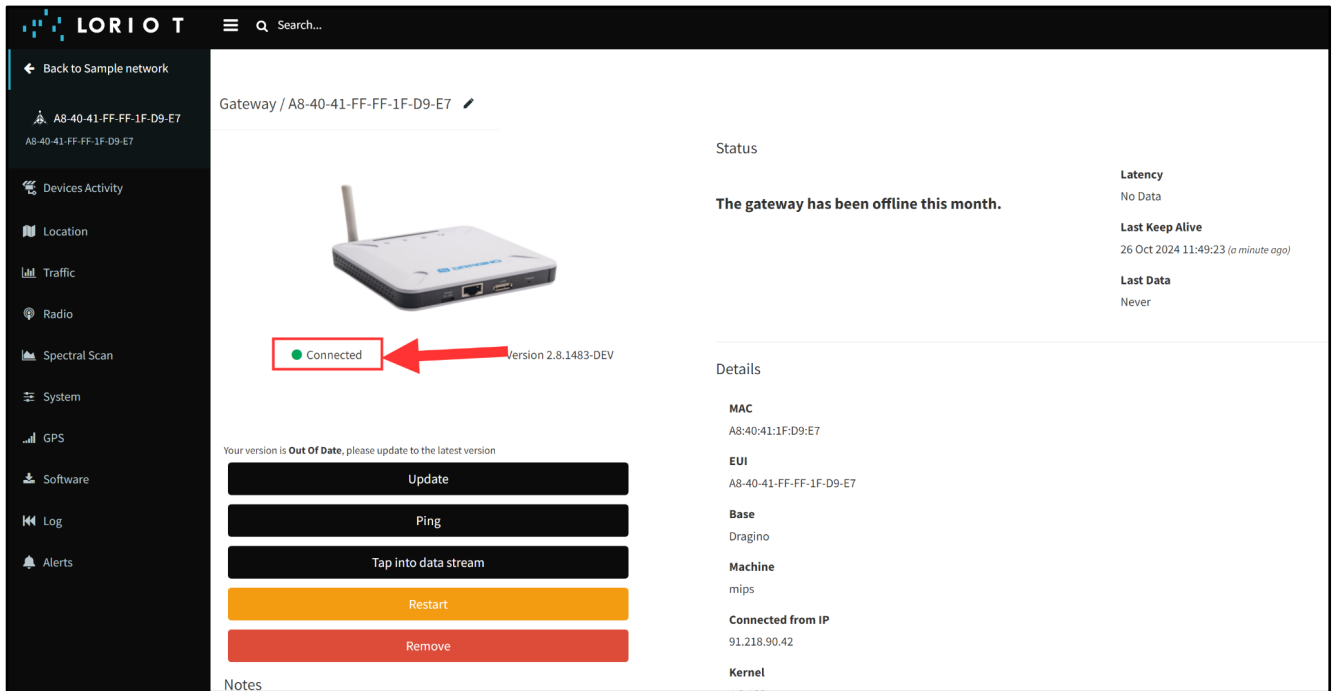 LORIOT
Search...
Back to Sample network
A8-40-41-FF-FF-1F-D9-E7
A8-40-41-FF-FF-1F-D9-E7
Devices Activity
Location
Traffic
Radio
Spectral Scan
System
GPS
Software
Log
Alerts
Gateway / A8-40-41-FF-FF-1F-D9-E7
DRAGINO
Connected
Version 2.8.1483-DEV
Your version is Out Of Date, please update to the latest version
Update
Ping
Tap into data stream
Restart
Remove
Notes
Status
The gateway has been offline this month.
Latency
No Data
Last Keep Alive
26 Oct 2024 11:49:23 (a minute ago)
Last Data
Never
Details
MAC
A8:40:41:1F:D9:E7
EUI
A8-40-41-FF-FF-1F-D9-E7
Base
Dragino
Machine
mips
Connected from IP
91.218.90.42
Kernel